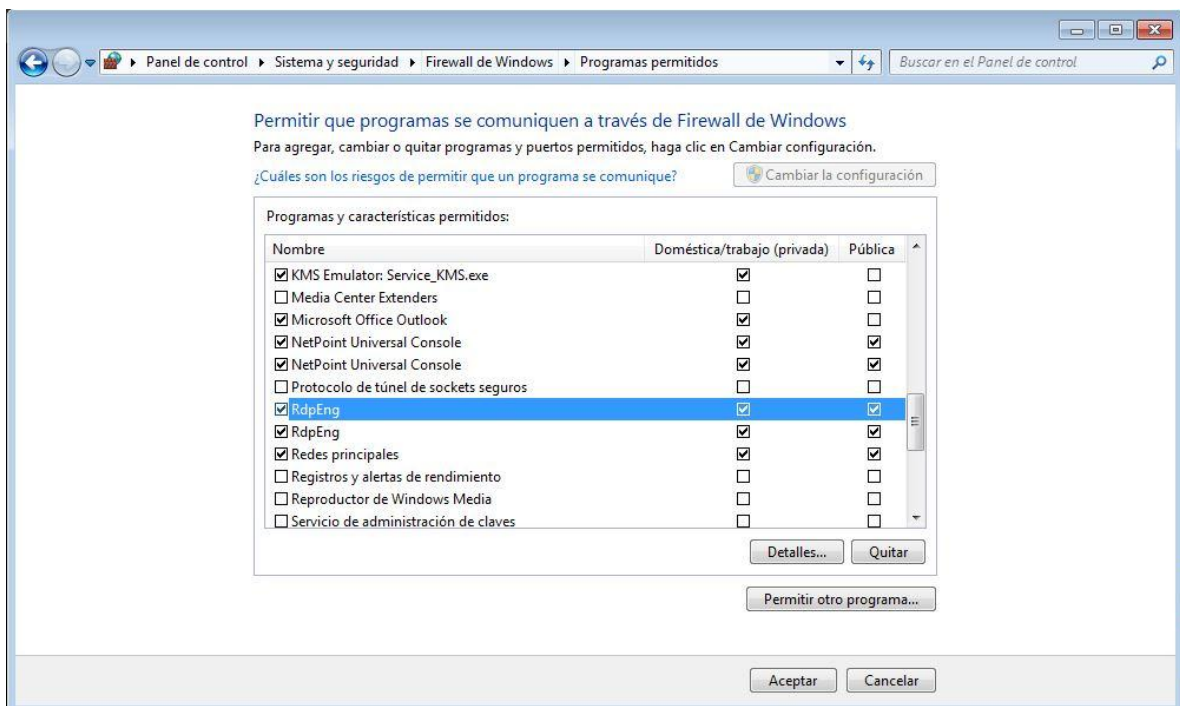 Panel de control ▸ Sistema y seguridad ▸ Firewall de Windows ▸ Programas permitidos
Buscar en el Panel de control
Permitir que programas se comuniquen a través de Firewall de Windows
Para agregar, cambiar o quitar programas y puertos permitidos, haga clic en Cambiar configuración.
¿Cuáles son los riesgos de permitir que un programa se comunique?
Cambiar la configuración
Programas y características permitidos:
Nombre Doméstica/trabajo (privada) Pública
KMS Emulator: Service_KMS.exe
Media Center Extenders
Microsoft Office Outlook
NetPoint Universal Console
NetPoint Universal Console
Protocolo de túnel de sockets seguros
RdpEng
RdpEng
Redes principales
Registros y alertas de rendimiento
Reproductor de Windows Media
Servicio de administración de claves
Detalles... Quitar
Permitir otro programa...
Aceptar Cancelar